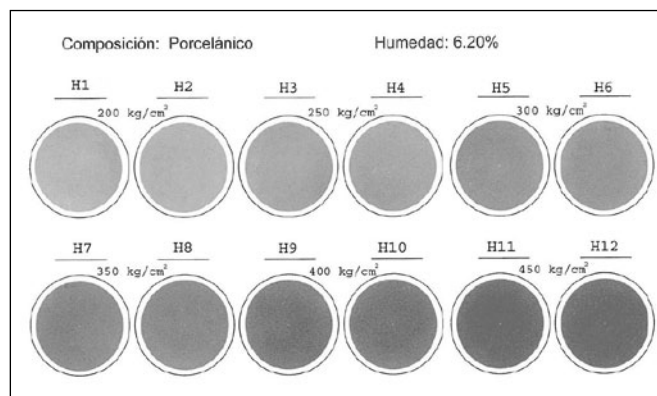 Composición: Porcelánico Humedad: 6.20%
H1 H2 H3 H4 H5 H6
200 kg/cm² 250 kg/cm² 300 kg/cm²
H7 H8 H9 H10 H11 H12
350 kg/cm² 400 kg/cm² 450 kg/cm²